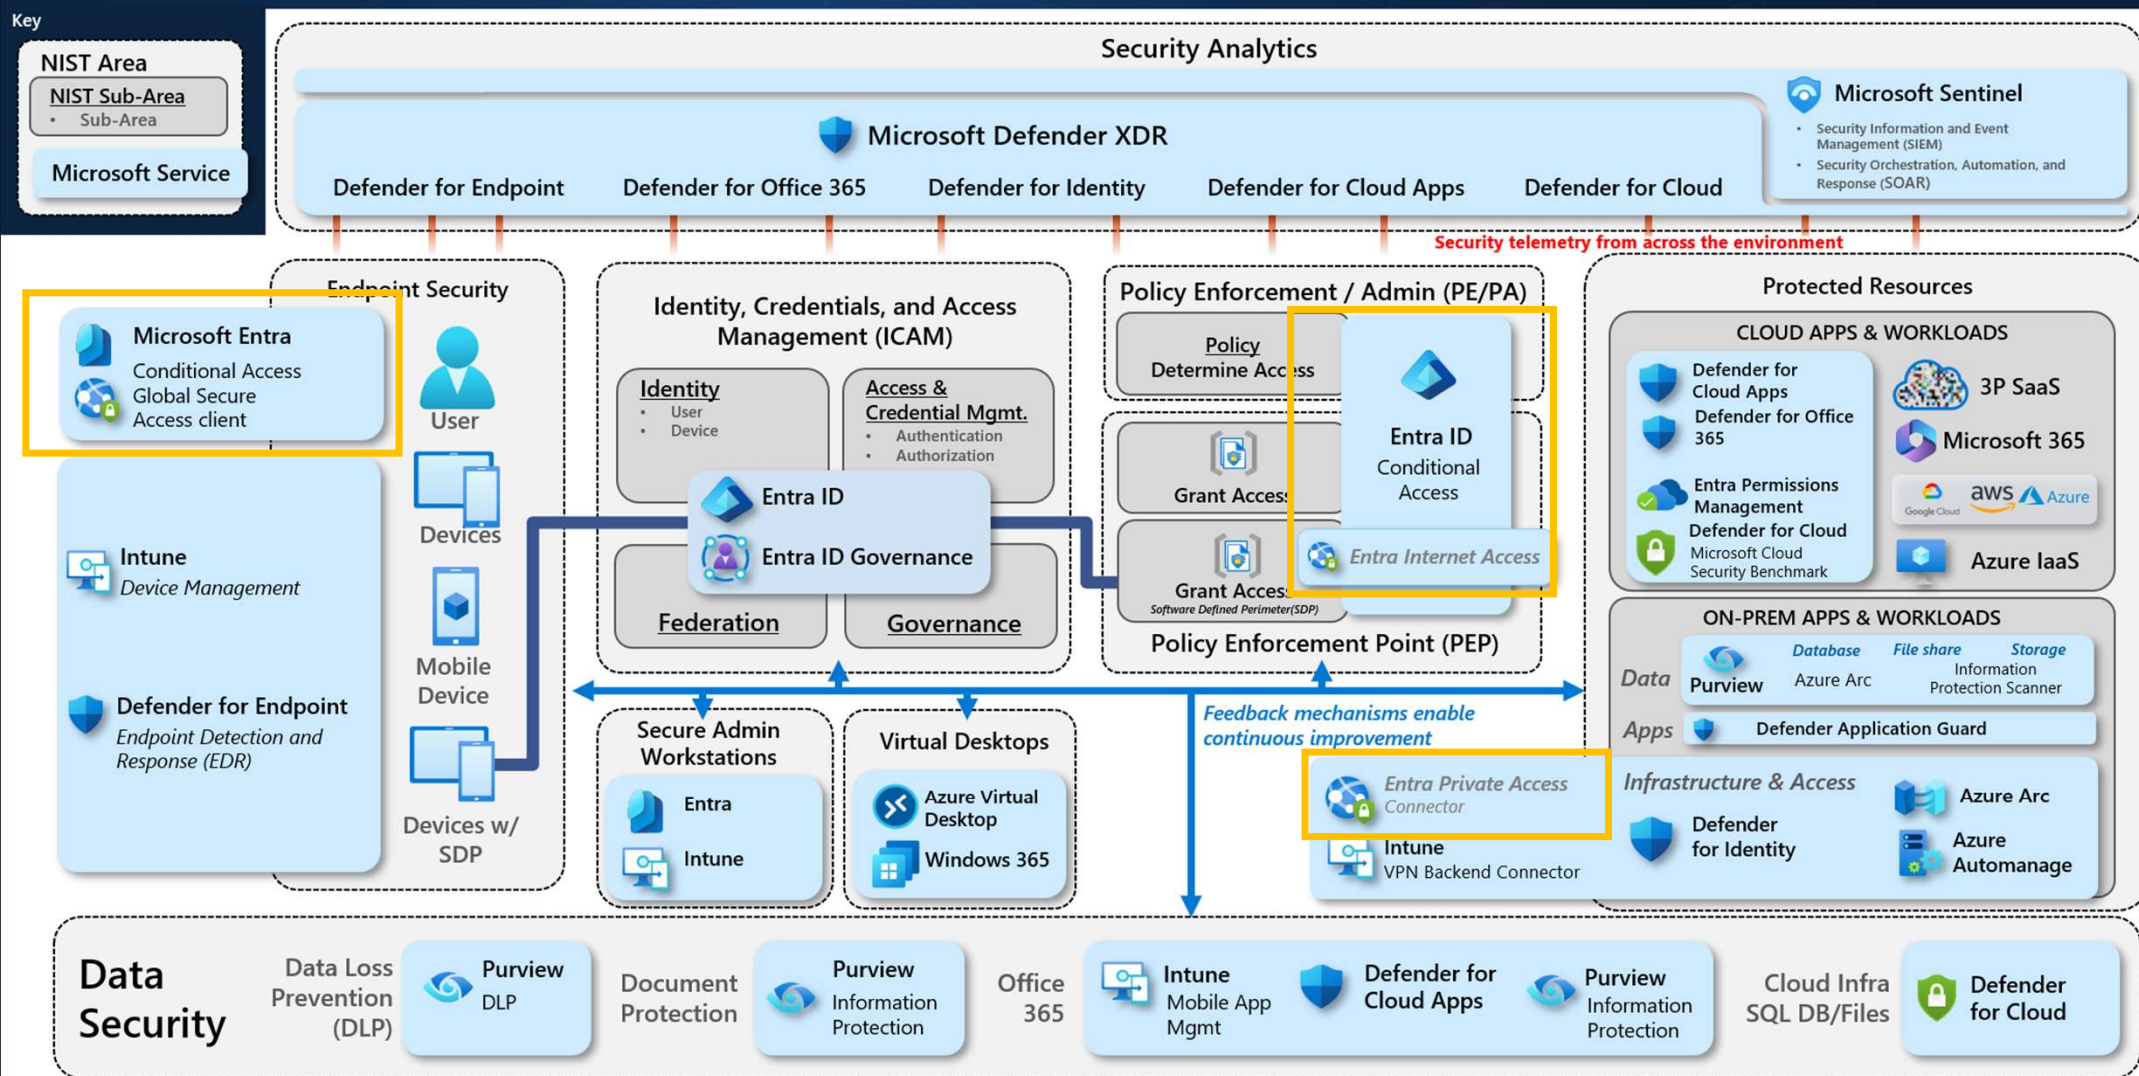 Key
NIST Area
NIST Sub-Area
• Sub-Area
Microsoft Service
Security Analytics
Microsoft Defender XDR
Defender for Endpoint
Defender for Office 365
Defender for Identity
Defender for Cloud Apps
Defender for Cloud
Microsoft Sentinel
• Security Information and Event
Management (SIEM)
• Security Orchestration, Automation, and
Response (SOAR)
Security telemetry from across the environment
Endpoint Security
Microsoft Entra
Conditional Access
Global Secure
Access client
Intune
Device Management
Defender for Endpoint
Endpoint Detection and
Response (EDR)
User
Devices
Mobile
Device
Devices w/
SDP
Identity, Credentials, and Access
Management (ICAM)
Identity
• User
• Device
Access &
Credential Mgmt.
• Authentication
• Authorization
Entra ID
Entra ID Governance
Federation
Governance
Policy Enforcement / Admin (PE/PA)
Policy
Determine Access
Grant Access
Grant Access
Software Defined Perimeter(SDP)
Entra ID
Conditional
Access
Entra Internet Access
Policy Enforcement Point (PEP)
Protected Resources
CLOUD APPS & WORKLOADS
Defender for
Cloud Apps
Defender for Office
365
Entra Permissions
Management
Defender for Cloud
Microsoft Cloud
Security Benchmark
3P SaaS
Microsoft 365
Google Cloud
aws
Azure
Azure IaaS
ON-PREM APPS & WORKLOADS
Data
Purview
Database
Azure Arc
File share
Storage
Information
Protection Scanner
Apps
Defender Application Guard
Infrastructure & Access
Defender
for Identity
Azure Arc
Azure
Automanage
Entra Private Access
Connector
Intune
VPN Backend Connector
Feedback mechanisms enable
continuous improvement
Secure Admin
Workstations
Entra
Intune
Virtual Desktops
Azure Virtual
Desktop
Windows 365
Data
Security
Data Loss
Prevention
(DLP)
Purview
DLP
Document
Protection
Purview
Information
Protection
Office
365
Intune
Mobile App
Mgmt
Defender for
Cloud Apps
Purview
Information
Protection
Cloud Infra
SQL DB/Files
Defender
for Cloud